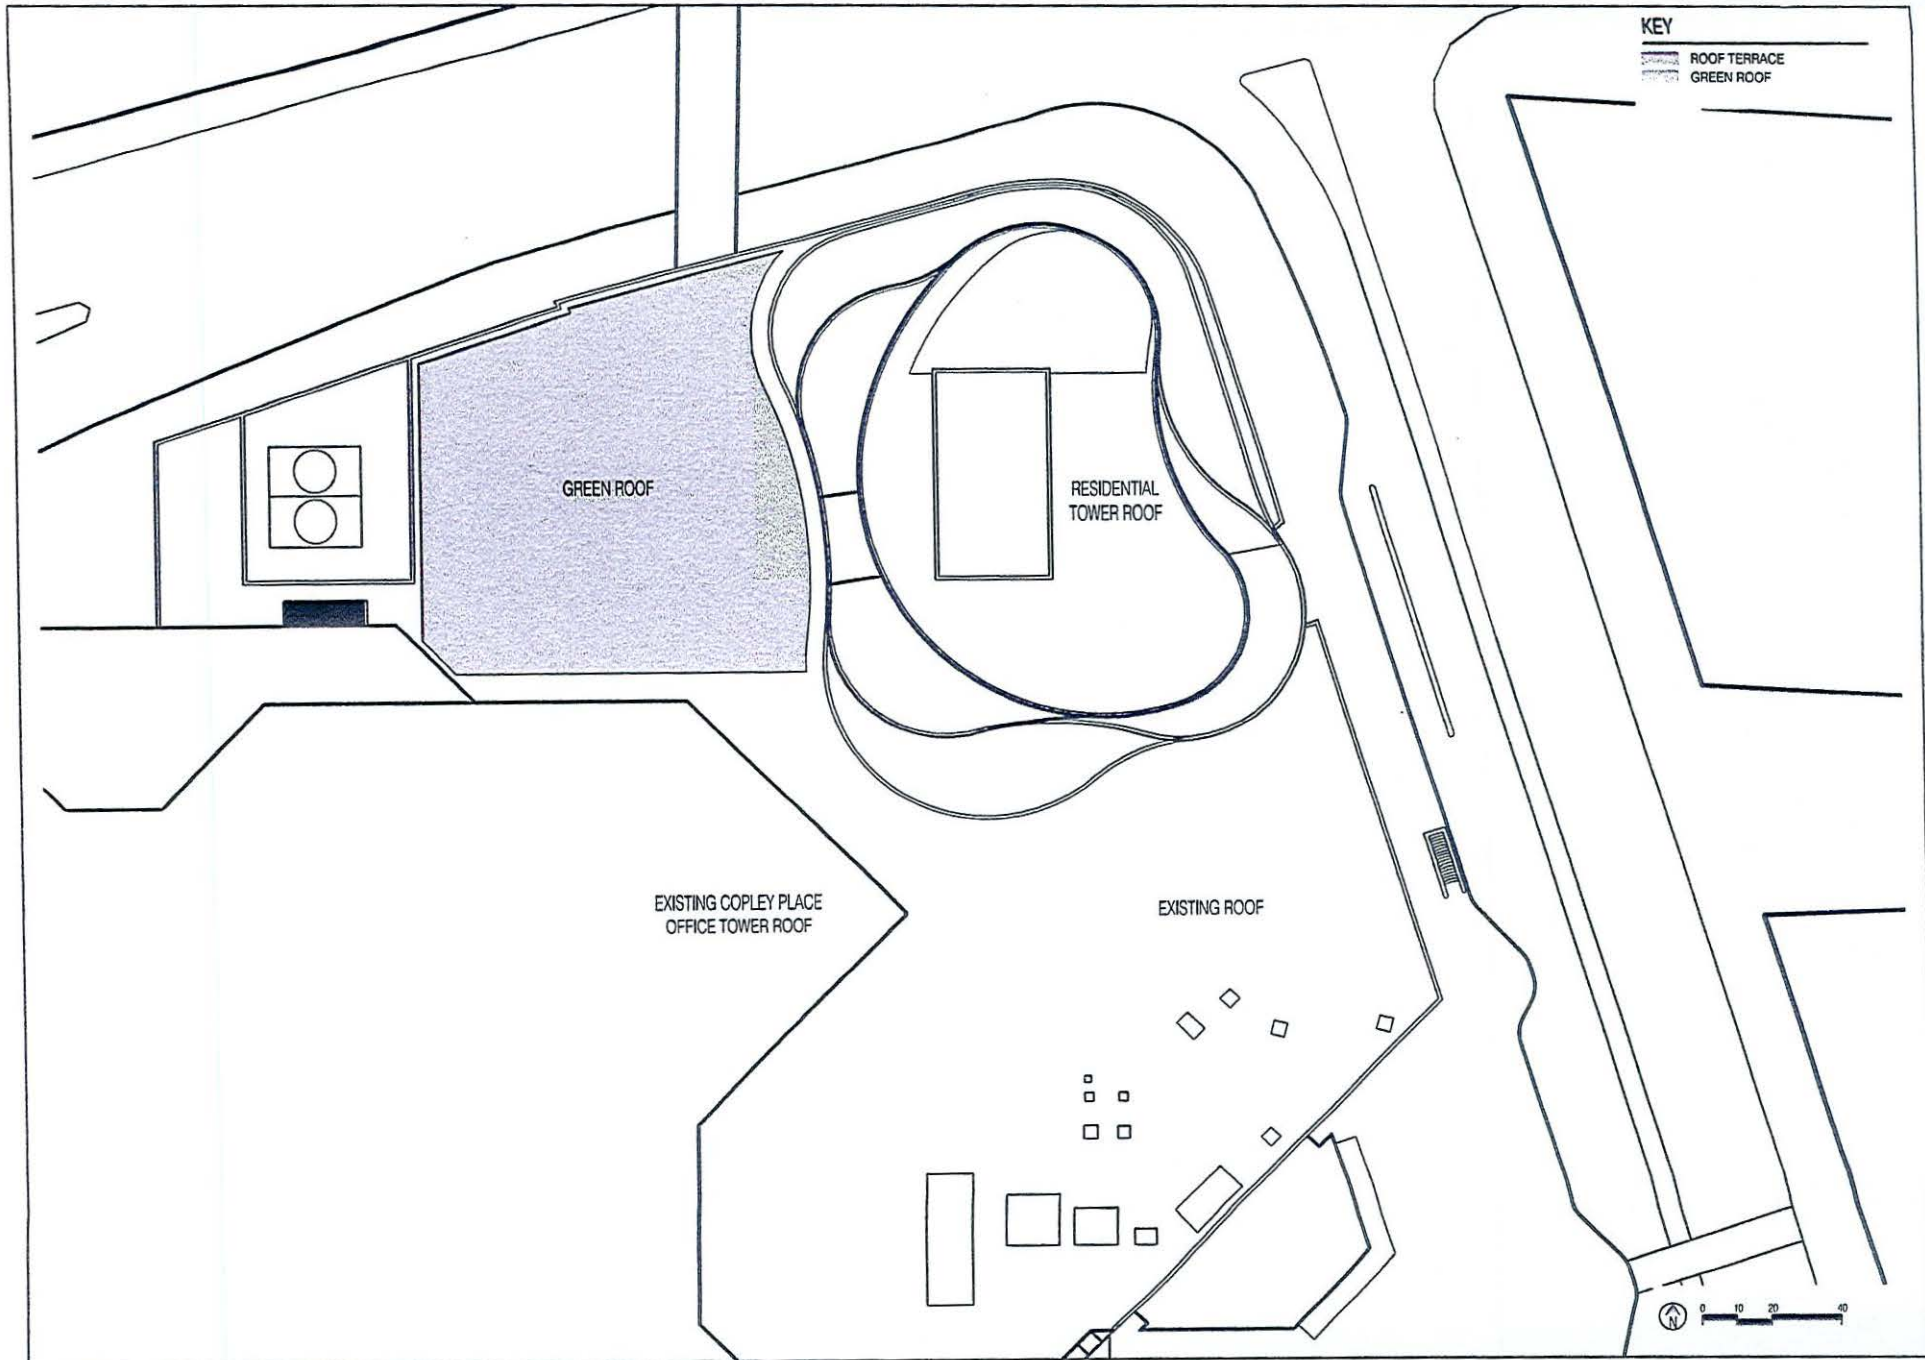 KEY
ROOF TERRACE
GREEN ROOF
GREEN ROOF
RESIDENTIAL
TOWER ROOF
EXISTING COPLEY PLACE
OFFICE TOWER ROOF
EXISTING ROOF
N
0 10 20 40